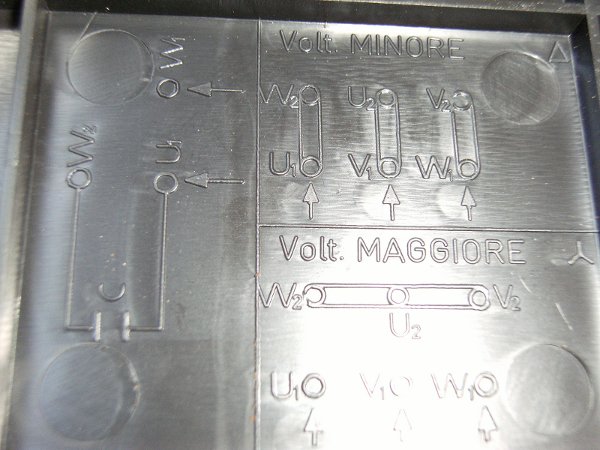 W1
W2
U1
C
Volt. MINORE
W2 U2 V2
U1 V1 W1
Volt. MAGGIORE
W2 U2 V2
U1 V1 W1